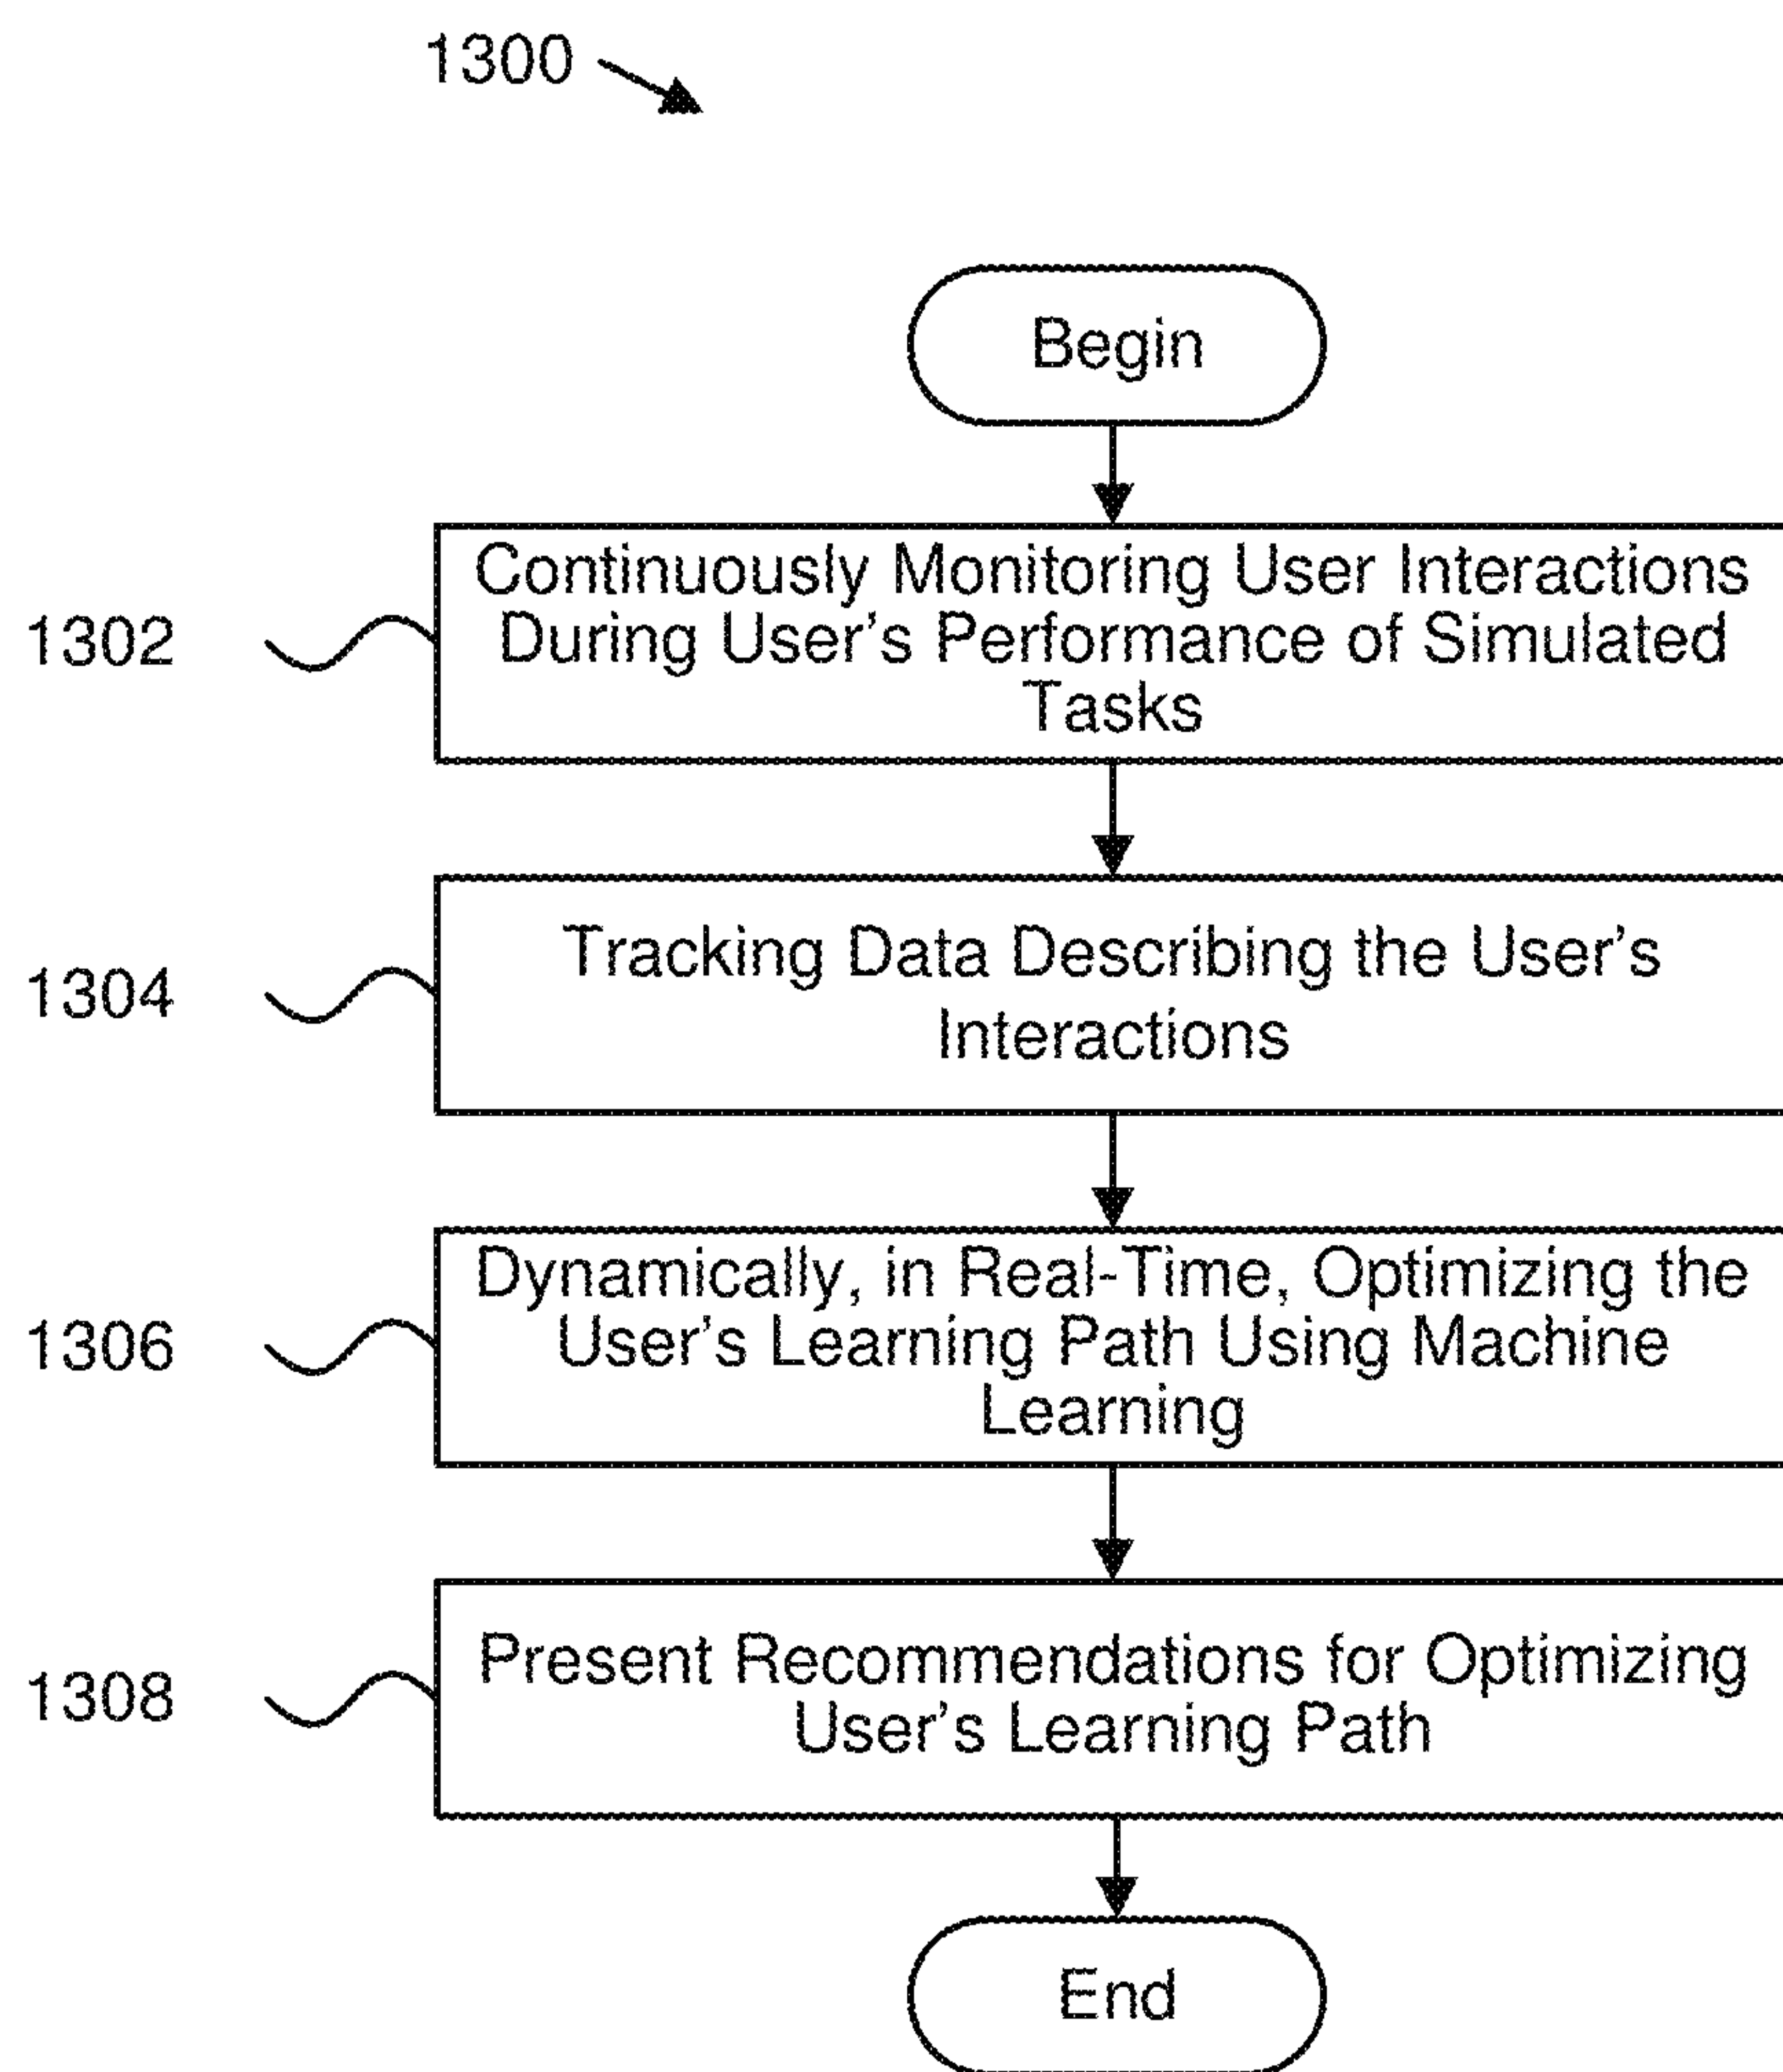 1300
Begin
1302
Continuously Monitoring User Interactions
During User's Performance of Simulated
Tasks
1304
Tracking Data Describing the User's
Interactions
1306
Dynamically, in Real-Time, Optimizing the
User's Learning Path Using Machine
Learning
1308
Present Recommendations for Optimizing
User's Learning Path
End